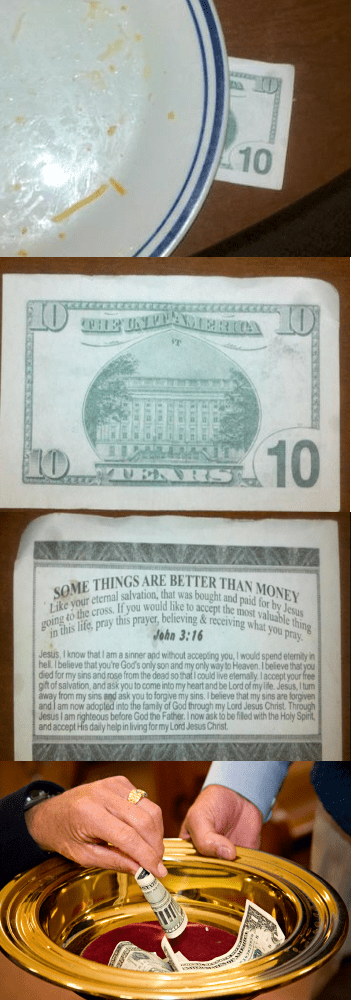 10
10
10
10
THE UNIT AMERICA
10
TEN RS
10
SOME THINGS ARE BETTER THAN MONEY
Like your eternal salvation, that was bought and paid for by Jesus
going to the cross. If you would like to accept the most valuable thing
in this life, pray this prayer, believing & receiving what you pray.
John 3:16
Jesus, I know that I am a sinner and without accepting you, I would spend eternity in
hell. I believe that you're God's only son and my only way to Heaven. I believe that you
died for my sins and rose from the dead so that I could live eternally. I accept your free
gift of salvation, and ask you to come into my heart and be Lord of my life. Jesus, I turn
away from my sins and ask you to forgive my sins. I believe that my sins are forgiven
and I am now adopted into the family of God through my Lord Jesus Christ. Through
Jesus I am righteous before God the Father. I now ask to be filled with the Holy Spirit,
and accept His daily help in living for my Lord Jesus Christ.